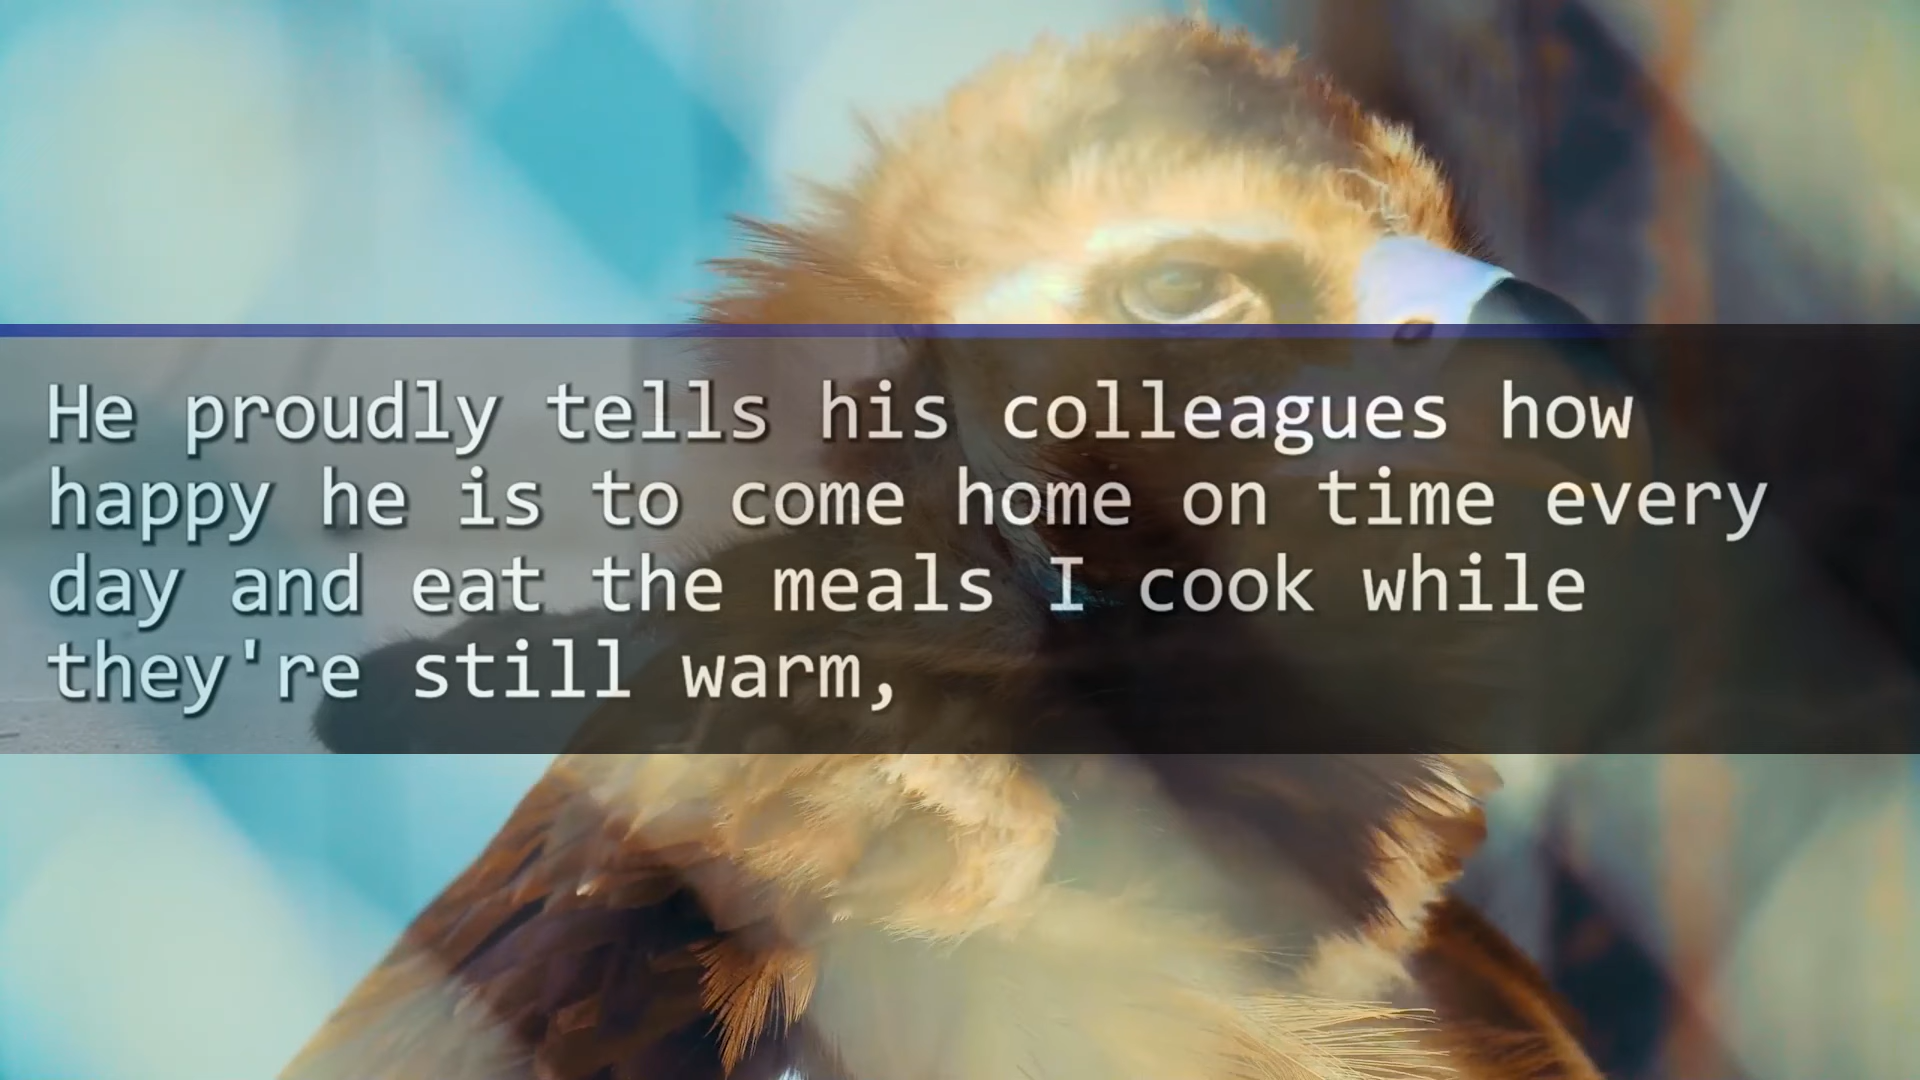 He proudly tells his colleagues how
happy he is to come home on time every
day and eat the meals I cook while
they're still warm,